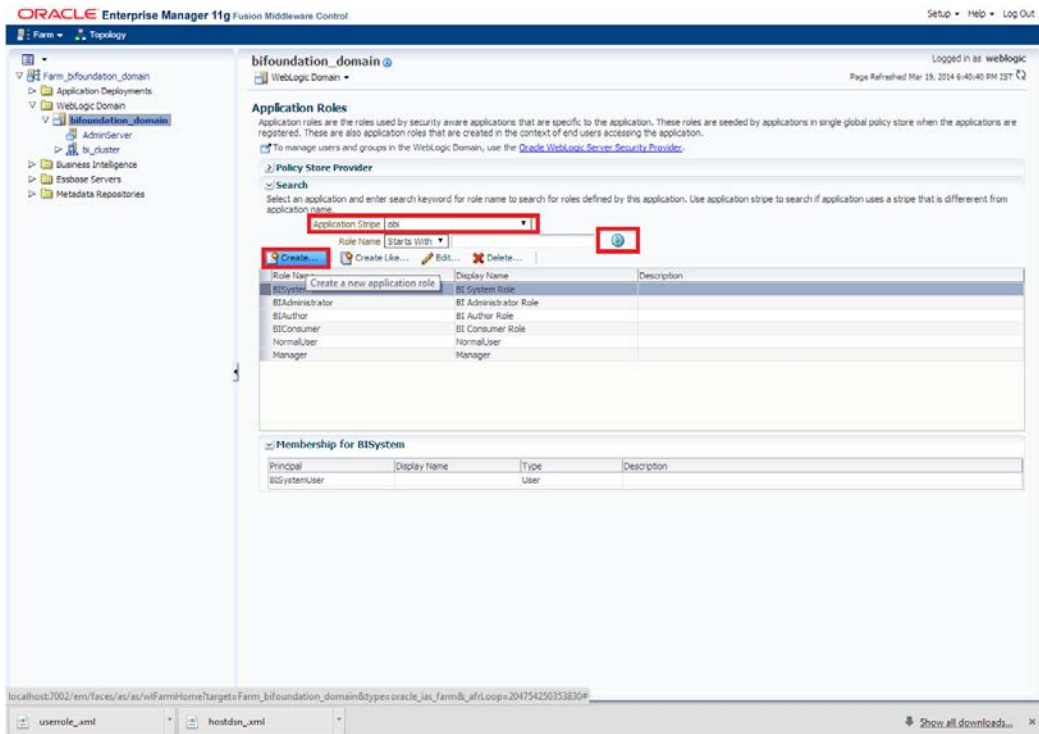 ORACLE Enterprise Manager 11g Fusion Middleware Control
Setup Help Log Out
Farm Topology
Farm_bifoundation_domain
Application Deployments
WebLogic Domain
bifoundation_domain
AdminServer
bi_cluster
Business Intelligence
Essbase Servers
Metadata Repositories
bifoundation_domain
Logged in as weblogic
WebLogic Domain
Page Refreshed Mar 19, 2014 6:40:40 PM IST
Application Roles
Application roles are the roles used by security aware applications that are specific to the application. These roles are seeded by applications in single global policy store when the applications are
registered. These are also application roles that are created in the context of end users accessing the application.
To manage users and groups in the WebLogic Domain, use the Oracle WebLogic Server Security Provider.
Policy Store Provider
Search
Select an application and enter search keyword for role name to search for roles defined by this application. Use application stripe to search if application uses a stripe that is differerent from
application name.
Application Stripe obi
Role Name Starts With
Create... Create Like... Edit... Delete...
Role Name Display Name Description
Create a new application role
BISystem BI System Role
BIAdministrator BI Administrator Role
BIAuthor BI Author Role
BIConsumer BI Consumer Role
NormalUser NormalUser
Manager Manager
Membership for BISystem
Principal Display Name Type Description
BISystemUser User
localhost:7002/em/faces/as/as/wlFarmHome?target=Farm_bifoundation_domain&type=oracle_ias_farm&_afrLoop=204754250353830#
userrole_.xml hostdsn_.xml Show all downloads...